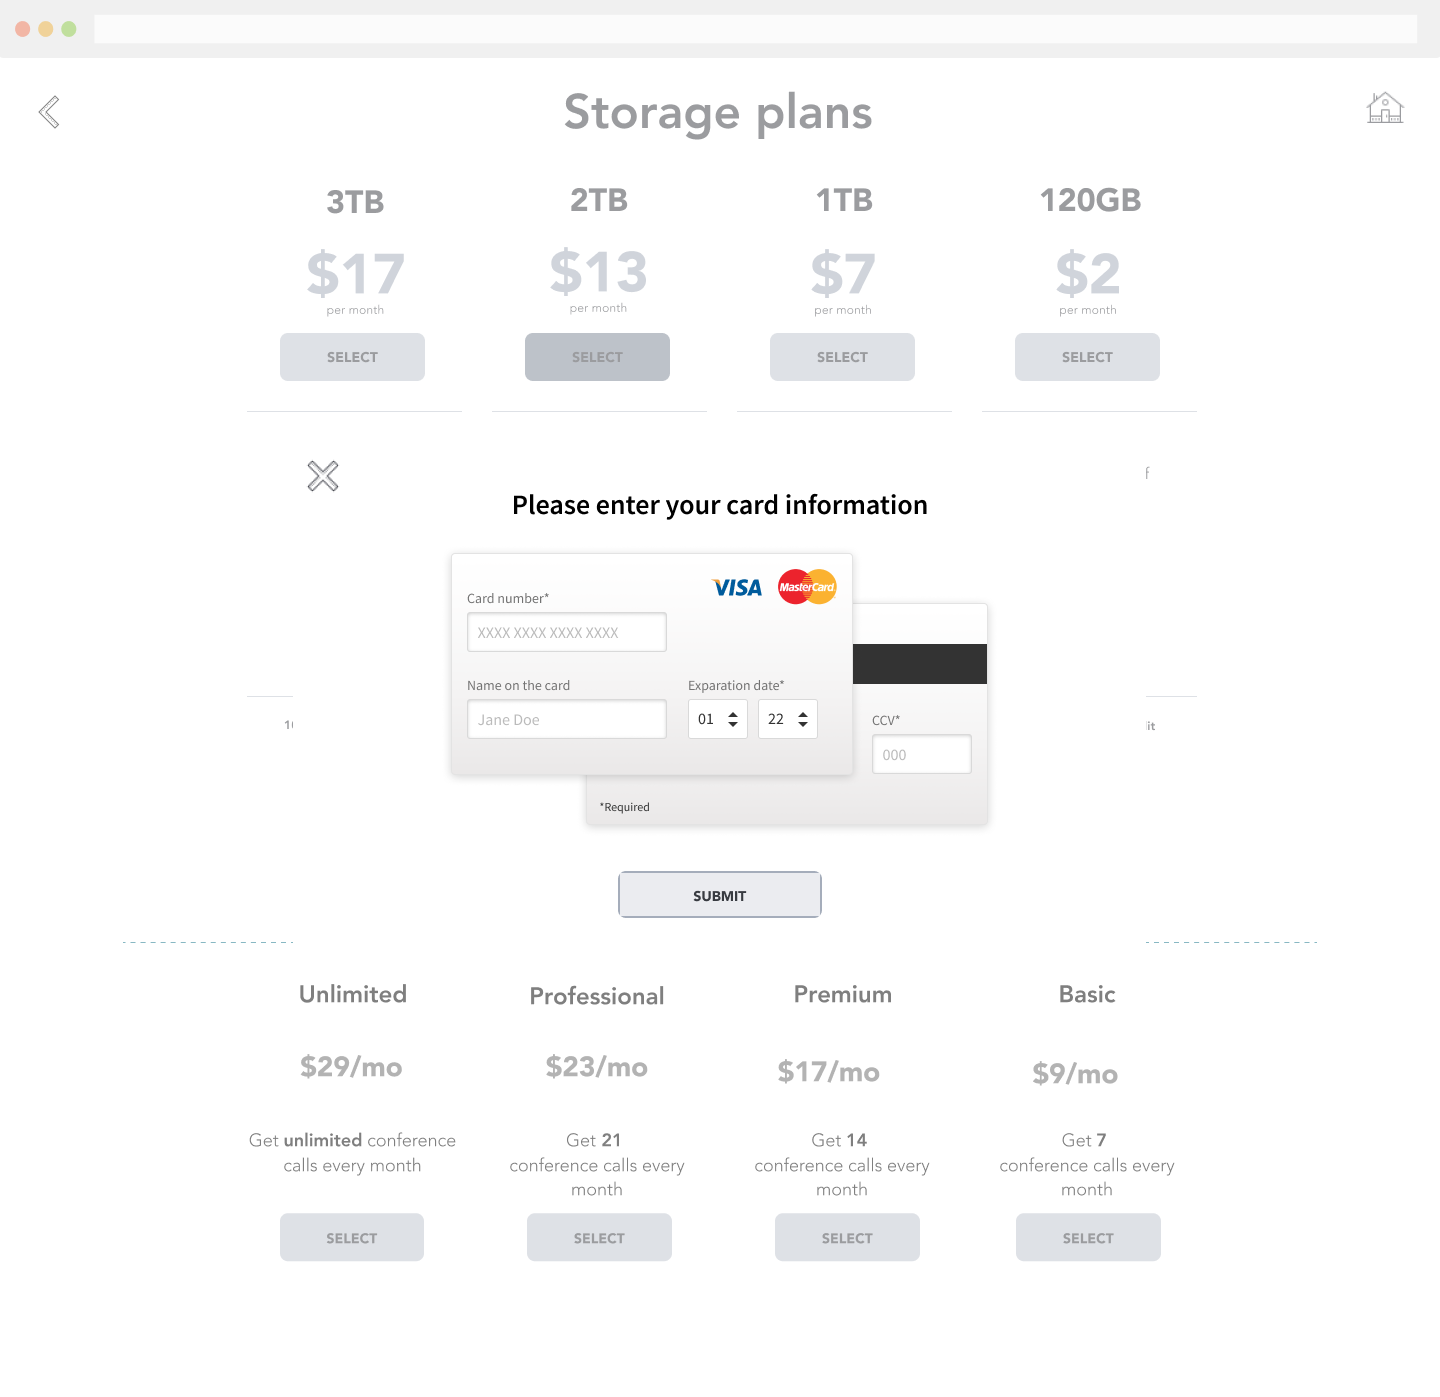 Storage plans
3TB 2TB 1TB 120GB
$17 $13 $7 $2
per month per month per month per month
SELECT SELECT SELECT SELECT
f
Please enter your card information
VISA MasterCard
Card number*
XXXX XXXX XXXX XXXX
Name on the card Exparation date*
Jane Doe 01 22
CCV*
000
*Required
it
SUBMIT
Unlimited Professional Premium Basic
$29/mo $23/mo $17/mo $9/mo
Get unlimited conference Get 21 Get 14 Get 7
calls every month conference calls every conference calls every conference calls every
month month month
SELECT SELECT SELECT SELECT